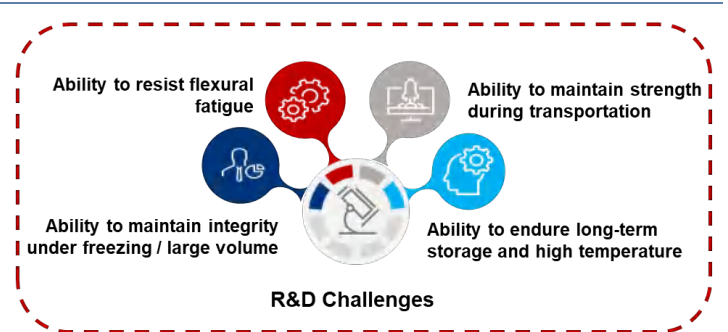 Ability to resist flexural
fatigue
Ability to maintain strength
during transportation
Ability to maintain integrity
under freezing / large volume
Ability to endure long-term
storage and high temperature
R&D Challenges